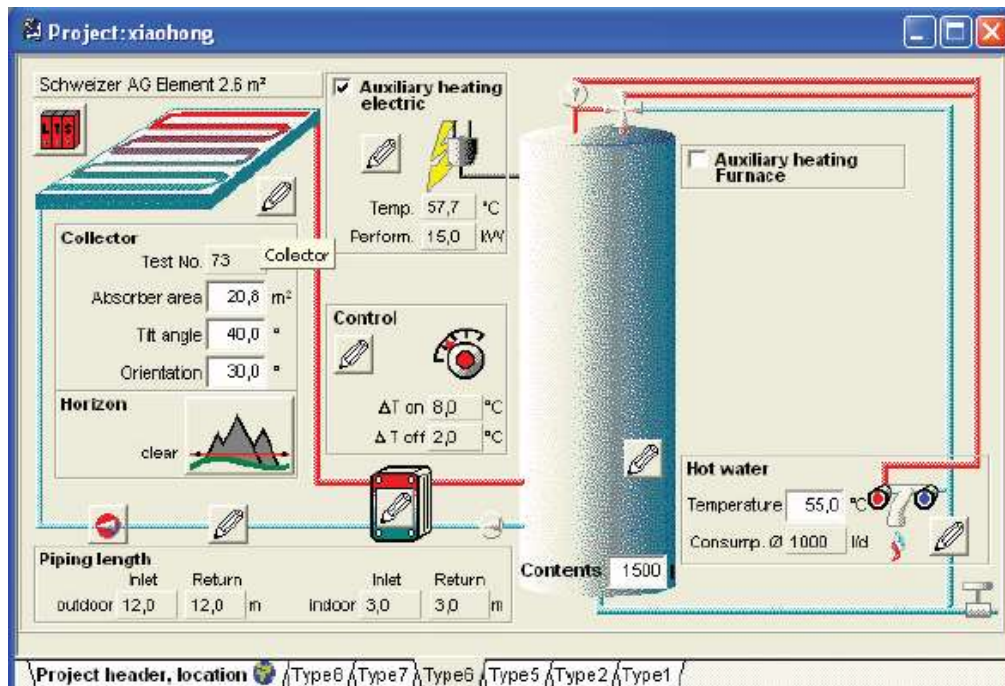 Project:xiaohong
Schweizer AG Element 2.6 m²
LTS
Auxiliary heating
electric
Temp. 57,7 °C
Perform. 15,0 kW
Auxiliary heating
Furnace
Collector
Test No. 73
Collector
Absorber area 20,8 m²
Tilt angle 40,0 °
Orientation 30,0 °
Horizon
clear
Control
ΔT on 8,0 °C
ΔT off 2,0 °C
Hot water
Temperature 55,0 °C
Consump. Ø 1000 l/d
Piping length
Inlet Return Inlet Return
outdoor 12,0 12,0 m Indoor 3,0 3,0 m
Contents 1500 l
Project header, location Type8 Type7 Type6 Type5 Type2 Type1